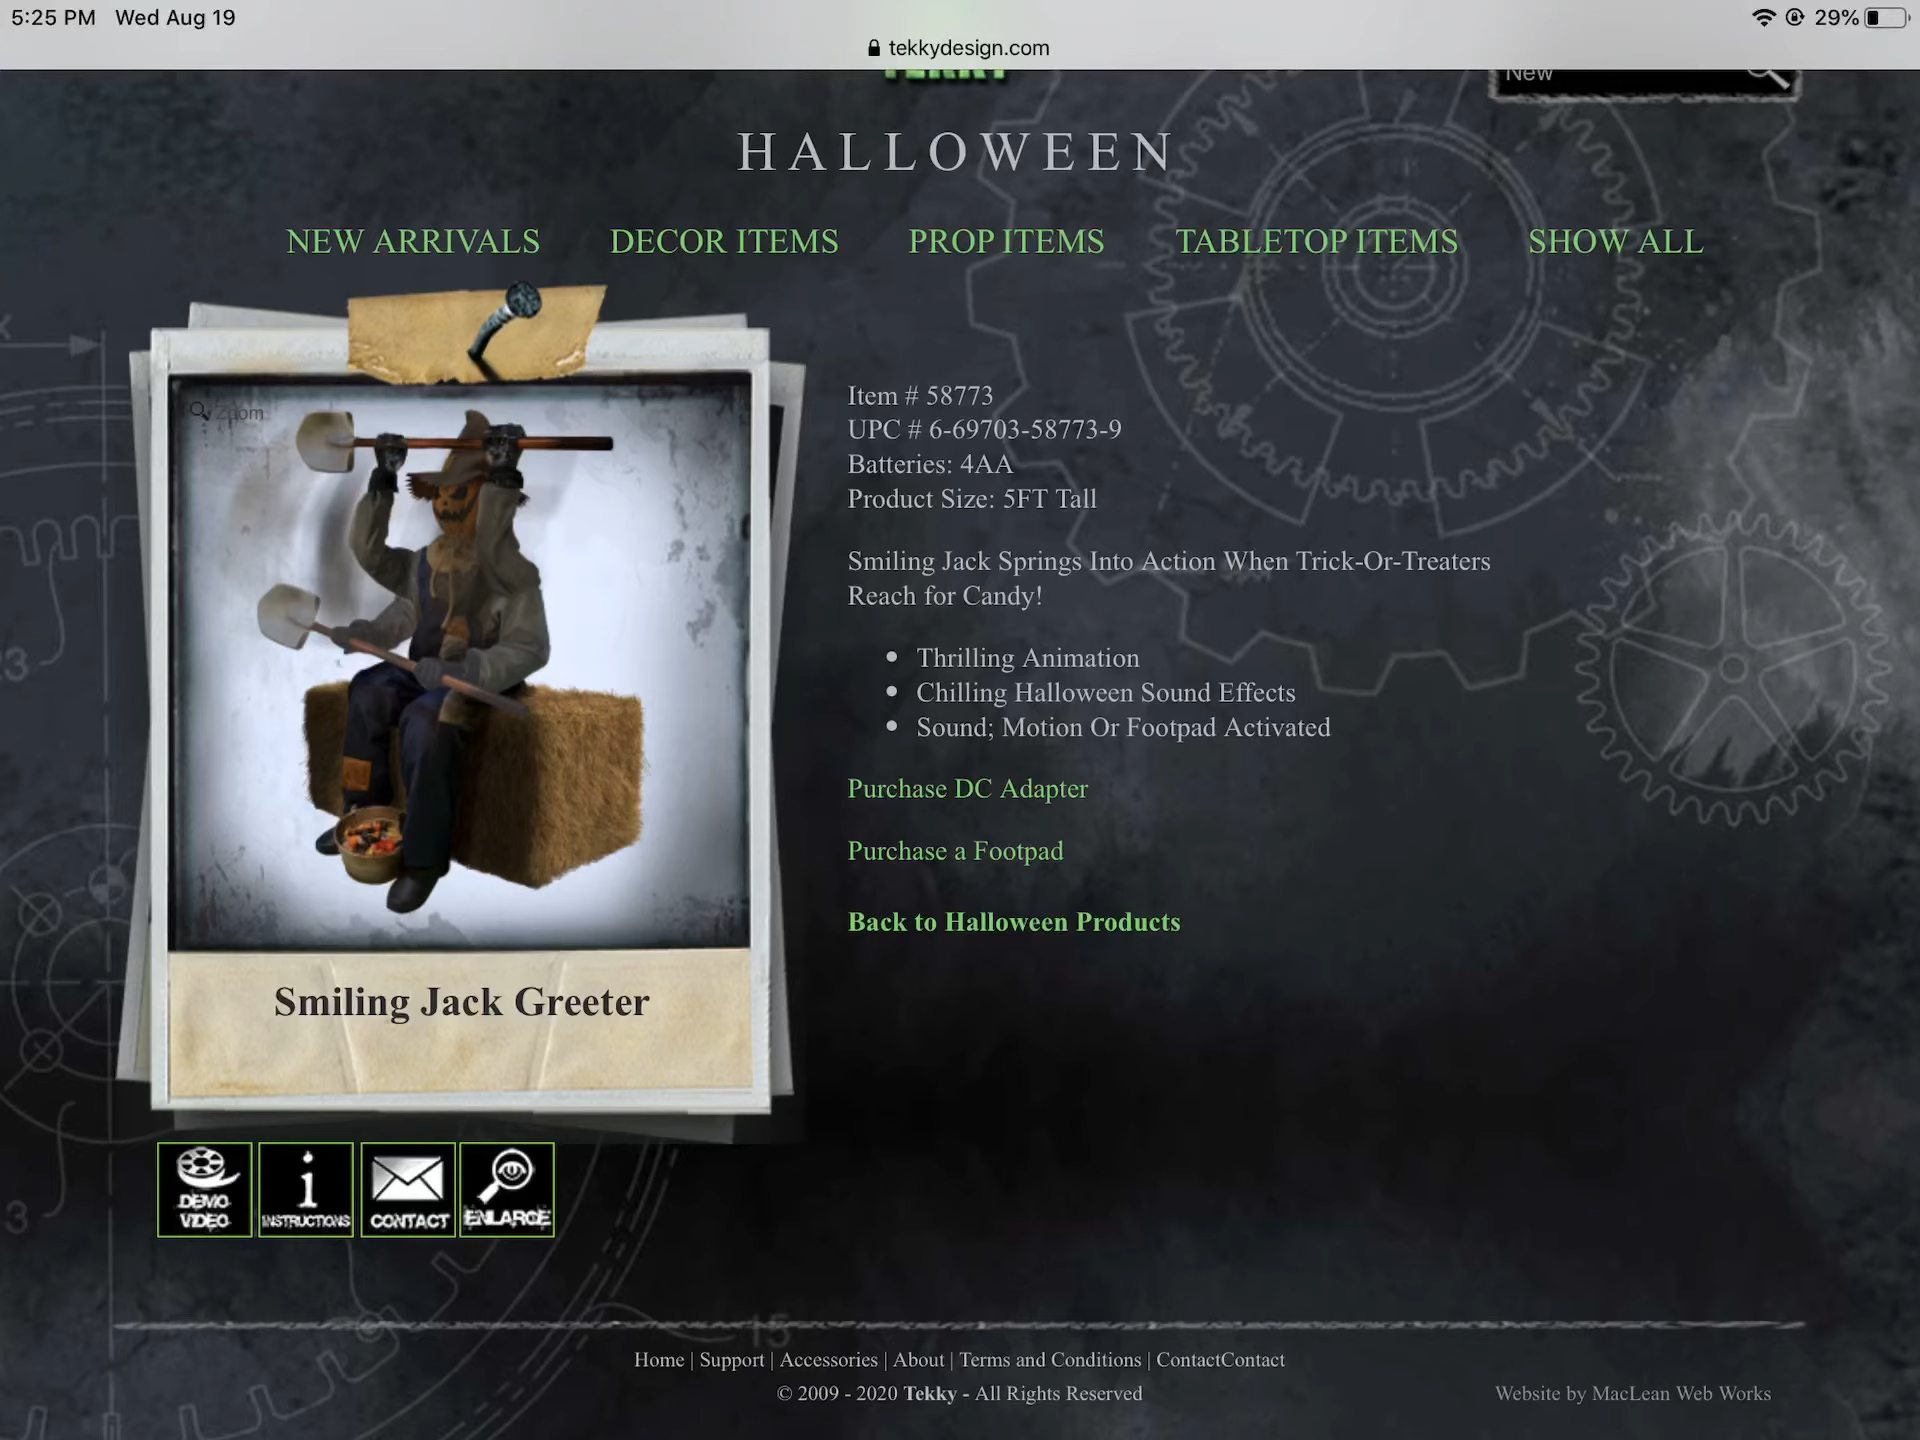 5:25 PM Wed Aug 19
29%
tekkydesign.com
TEKKY
New
HALLOWEEN
NEW ARRIVALS DECOR ITEMS PROP ITEMS TABLETOP ITEMS SHOW ALL
Zoom
Smiling Jack Greeter
Item # 58773
UPC # 6-69703-58773-9
Batteries: 4AA
Product Size: 5FT Tall
Smiling Jack Springs Into Action When Trick-Or-Treaters
Reach for Candy!
• Thrilling Animation
• Chilling Halloween Sound Effects
• Sound; Motion Or Footpad Activated
Purchase DC Adapter
Purchase a Footpad
Back to Halloween Products
DEMO
VIDEO
INSTRUCTIONS
CONTACT
ENLARGE
15
Home | Support | Accessories | About | Terms and Conditions | ContactContact
© 2009 - 2020 Tekky - All Rights Reserved
Website by MacLean Web Works